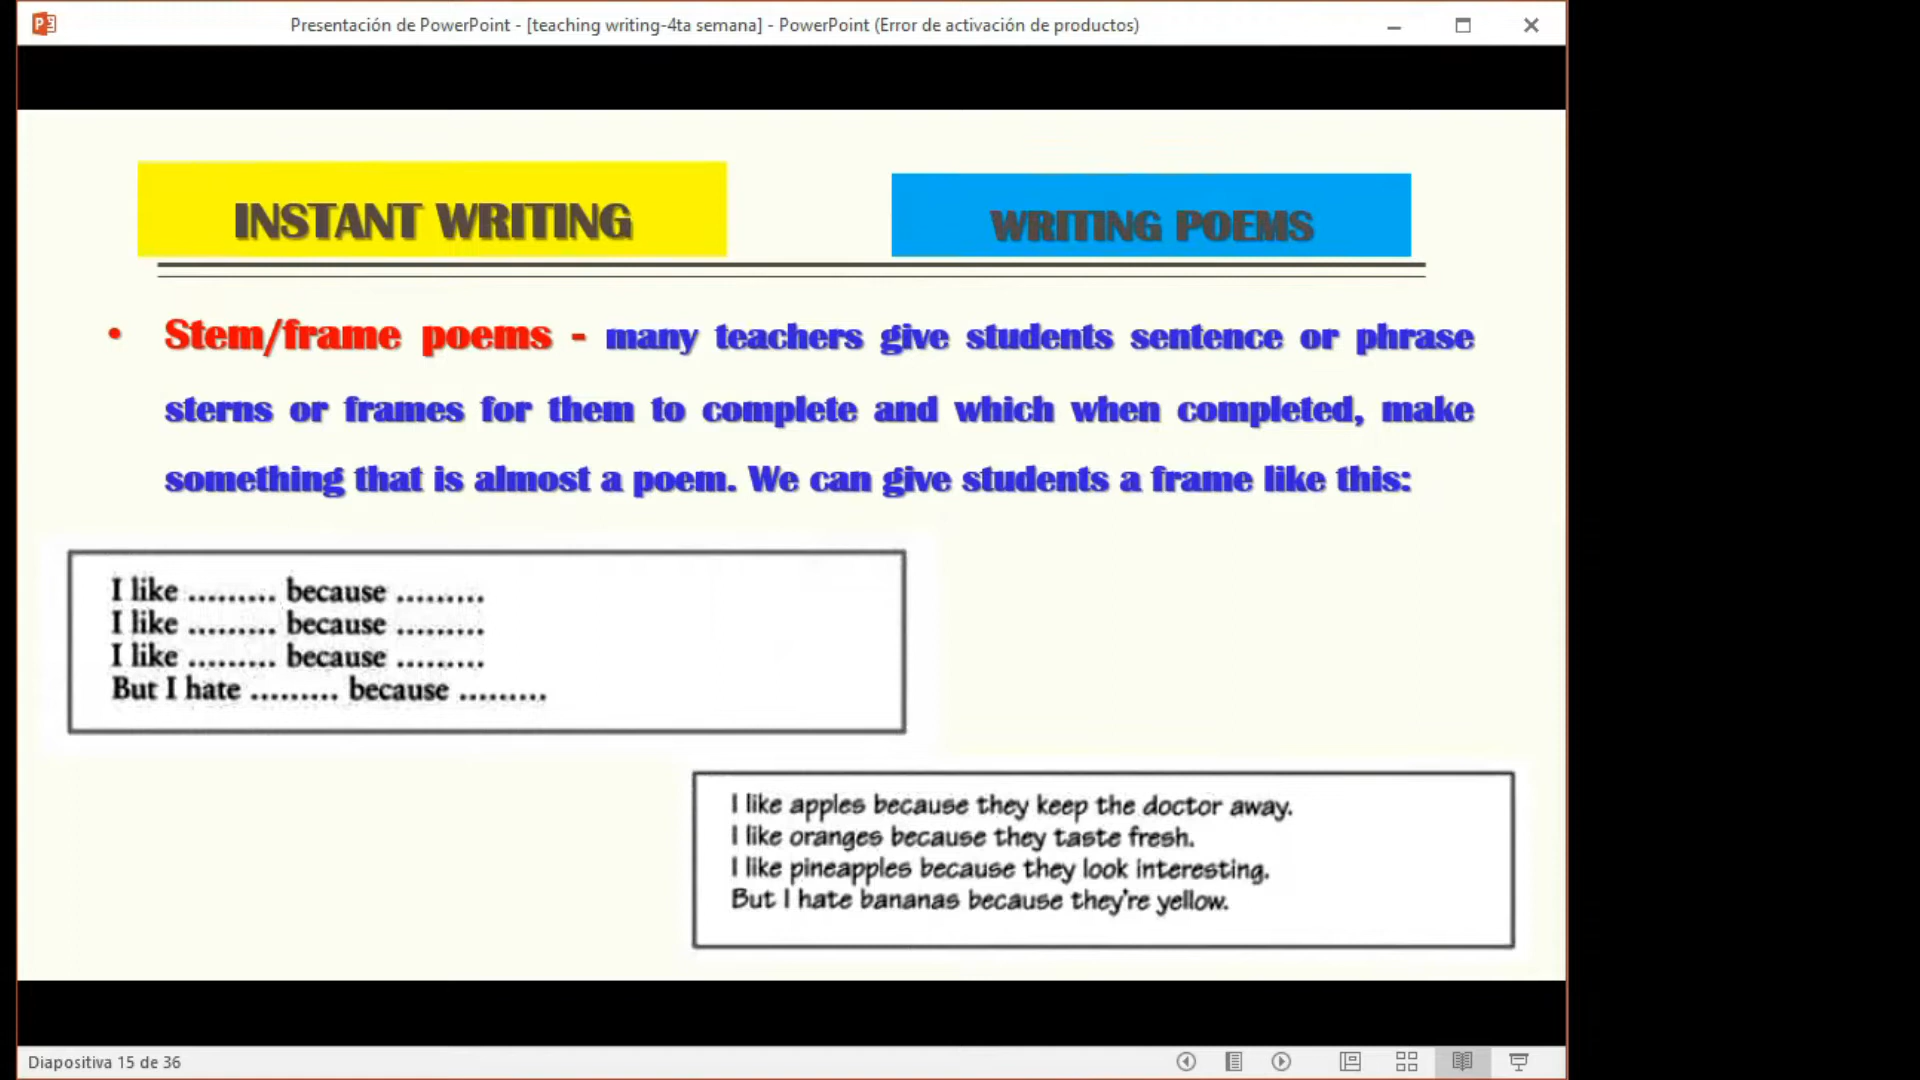 Presentación de PowerPoint - [teaching writing-4ta semana] - PowerPoint (Error de activación de productos)
INSTANT WRITING
WRITING POEMS
• Stem/frame poems - many teachers give students sentence or phrase
sterns or frames for them to complete and which when completed, make
something that is almost a poem. We can give students a frame like this:
I like ......... because .........
I like ......... because .........
I like ......... because .........
But I hate ......... because .........
I like apples because they keep the doctor away.
I like oranges because they taste fresh.
I like pineapples because they look interesting.
But I hate bananas because they're yellow.
Diapositiva 15 de 36